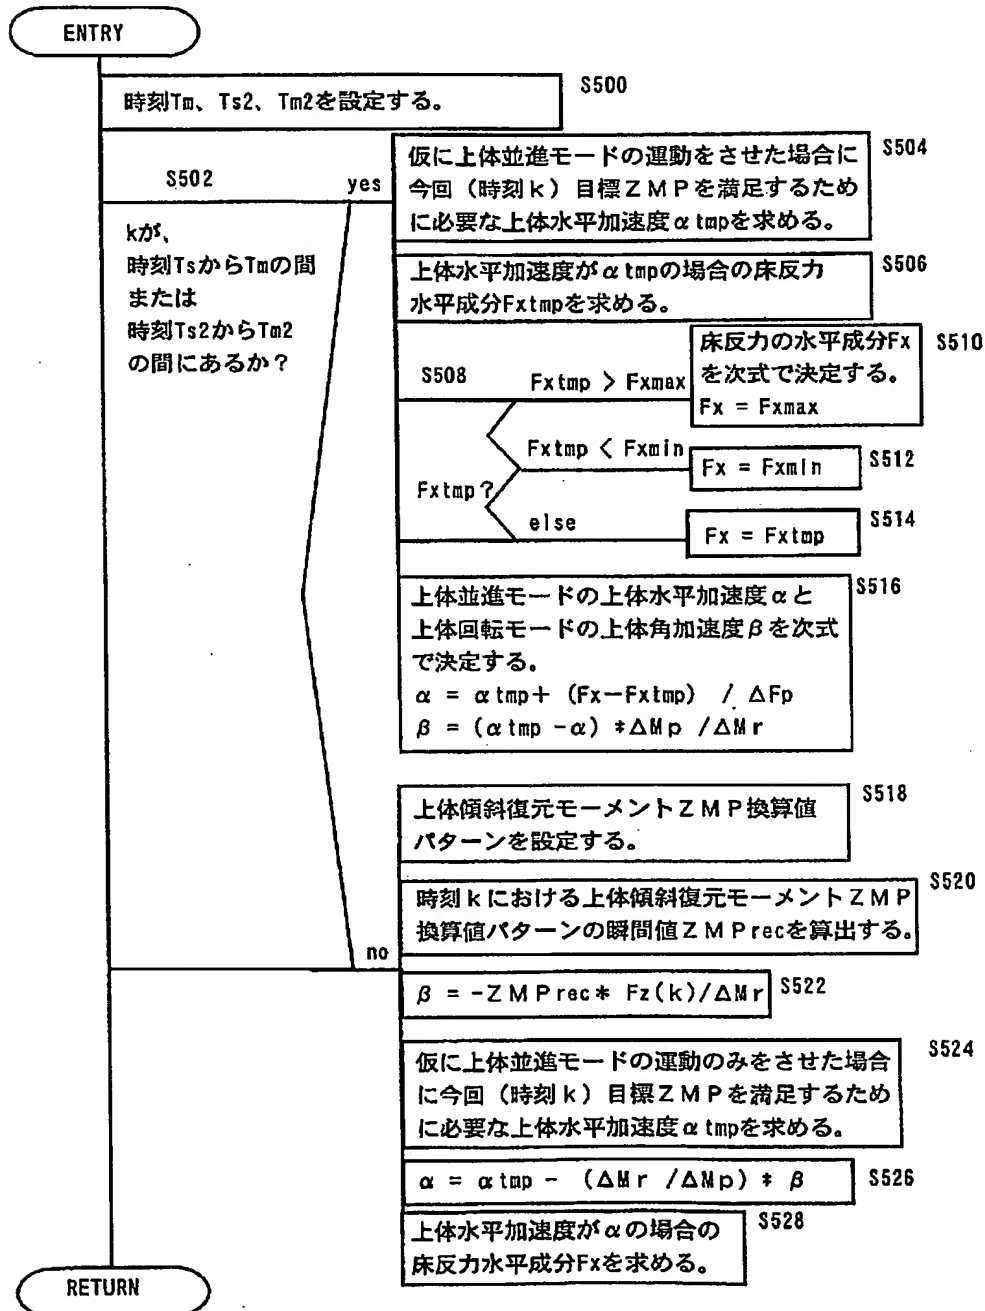 ENTRY
時刻Tm、Ts2、Tm2を設定する。
S500
S502
yes
kが、
時刻TsからTmの間
または
時刻Ts2からTm2
の間にあるか?
仮に上体並進モードの運動をさせた場合に
今回(時刻k)目標ZMPを満足するため
に必要な上体水平加速度αtmpを求める。
S504
上体水平加速度がαtmpの場合の床反力
水平成分Fxtmpを求める。
S506
S508
Fxtmp?
Fxtmp > Fxmax
床反力の水平成分Fx
を次式で決定する。
Fx = Fxmax
S510
Fxtmp < Fxmin
Fx = Fxmin
S512
else
Fx = Fxtmp
S514
上体並進モードの上体水平加速度αと
上体回転モードの上体角加速度βを次式
で決定する。
α = αtmp+ (Fx-Fxtmp) / ΔFp
β = (αtmp -α) *ΔMp /ΔMr
S516
no
上体傾斜復元モーメントZMP換算値
パターンを設定する。
S518
時刻kにおける上体傾斜復元モーメントZMP
換算値パターンの瞬間値ZMPrecを算出する。
S520
β = -ZMPrec* Fz(k)/ΔMr
S522
仮に上体並進モードの運動のみをさせた場合
に今回(時刻k)目標ZMPを満足するため
に必要な上体水平加速度αtmpを求める。
S524
α = αtmp - (ΔMr /ΔMp) * β
S526
上体水平加速度がαの場合の
床反力水平成分Fxを求める。
S528
RETURN